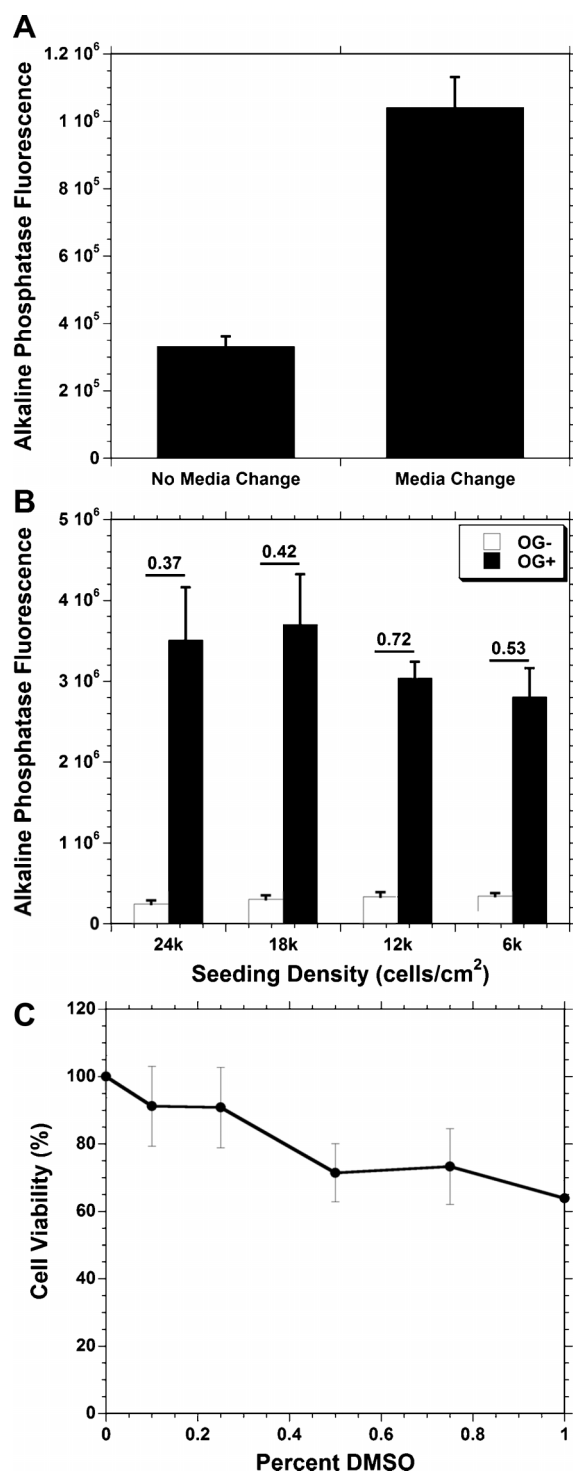 A
Alkaline Phosphatase Fluorescence
1.2 10⁶
1 10⁶
8 10⁵
6 10⁵
4 10⁵
2 10⁵
0
No Media Change
Media Change
B
Alkaline Phosphatase Fluorescence
5 10⁶
4 10⁶
3 10⁶
2 10⁶
1 10⁶
0
OG-
OG+
0.37
0.42
0.72
0.53
24k
18k
12k
6k
Seeding Density (cells/cm²)
C
Cell Viability (%)
120
100
80
60
40
20
0
0
0.2
0.4
0.6
0.8
1
Percent DMSO